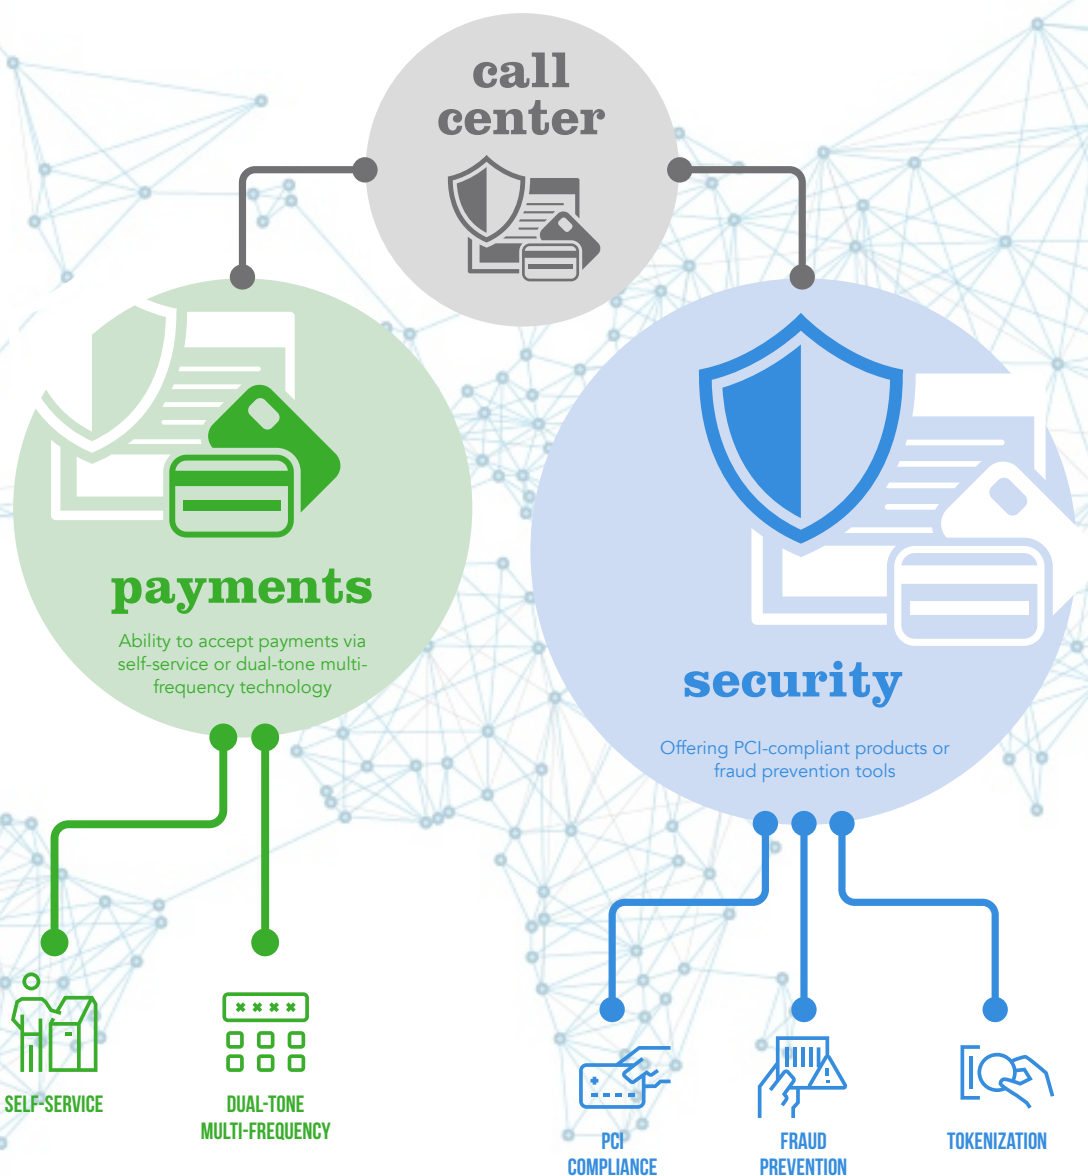 call
center
payments
Ability to accept payments via
self-service or dual-tone multi-
frequency technology
security
Offering PCI-compliant products or
fraud prevention tools
SELF-SERVICE
DUAL-TONE
MULTI-FREQUENCY
PCI
COMPLIANCE
FRAUD
PREVENTION
TOKENIZATION